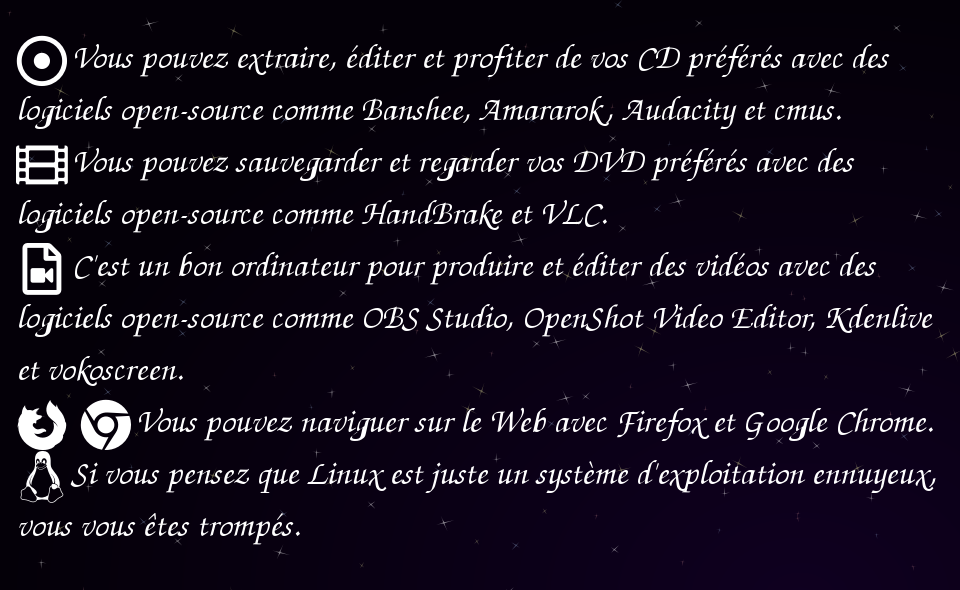 Vous pouvez extraire, éditer et profiter de vos CD préférés avec des
logiciels open-source comme Banshee, Amararok, Audacity et cmus.
Vous pouvez sauvegarder et regarder vos DVD préférés avec des
logiciels open-source comme HandBrake et VLC.
C'est un bon ordinateur pour produire et éditer des vidéos avec des
logiciels open-source comme OBS Studio, OpenShot Video Editor, Kdenlive
et vokoscreen.
Vous pouvez naviguer sur le Web avec Firefox et Google Chrome.
Si vous pensez que Linux est juste un système d'exploitation ennuyeux,
vous vous êtes trompés.